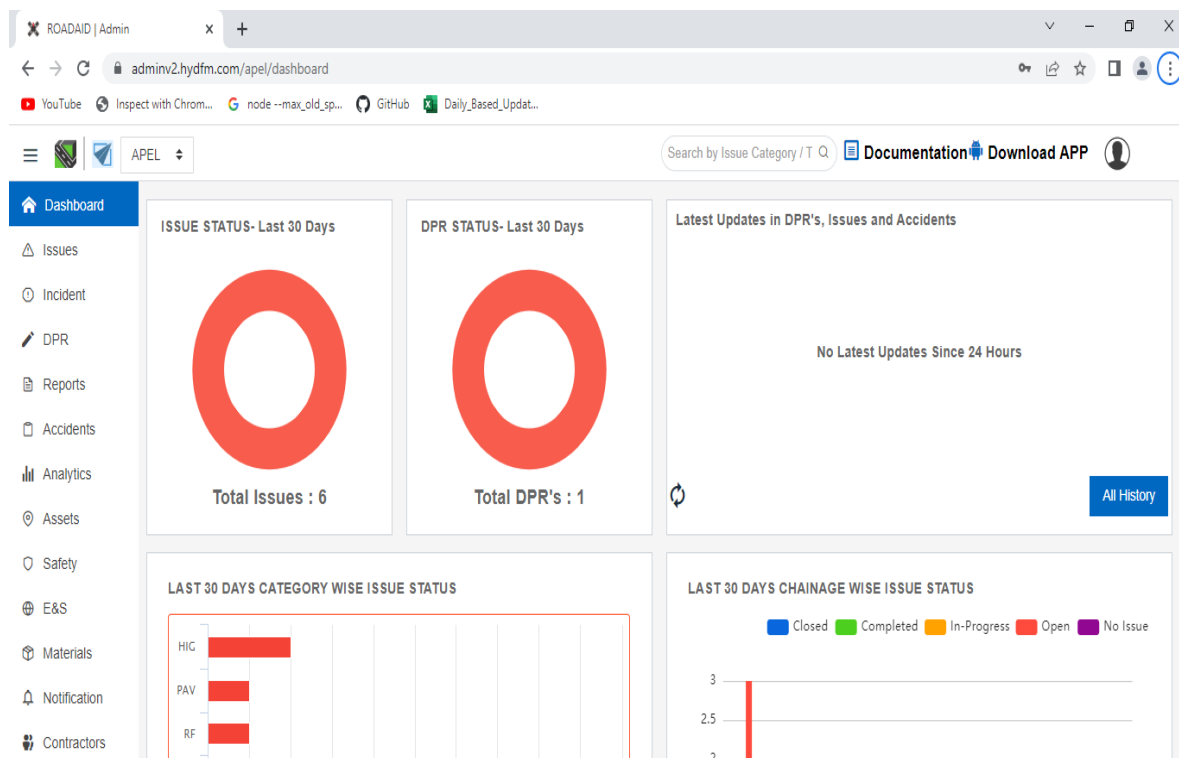 ROADAID | Admin
adminv2.hydfm.com/apel/dashboard
YouTube Inspect with Chrom... node --max_old_sp... GitHub Daily_Based_Updat...
APEL
Search by Issue Category / T
Documentation Download APP
Dashboard
Issues
Incident
DPR
Reports
Accidents
Analytics
Assets
Safety
E&S
Materials
Notification
Contractors
ISSUE STATUS- Last 30 Days
Total Issues : 6
DPR STATUS- Last 30 Days
Total DPR's : 1
Latest Updates in DPR's, Issues and Accidents
No Latest Updates Since 24 Hours
All History
LAST 30 DAYS CATEGORY WISE ISSUE STATUS
HIG
PAV
RF
LAST 30 DAYS CHAINAGE WISE ISSUE STATUS
Closed Completed In-Progress Open No Issue
3
2.5
2